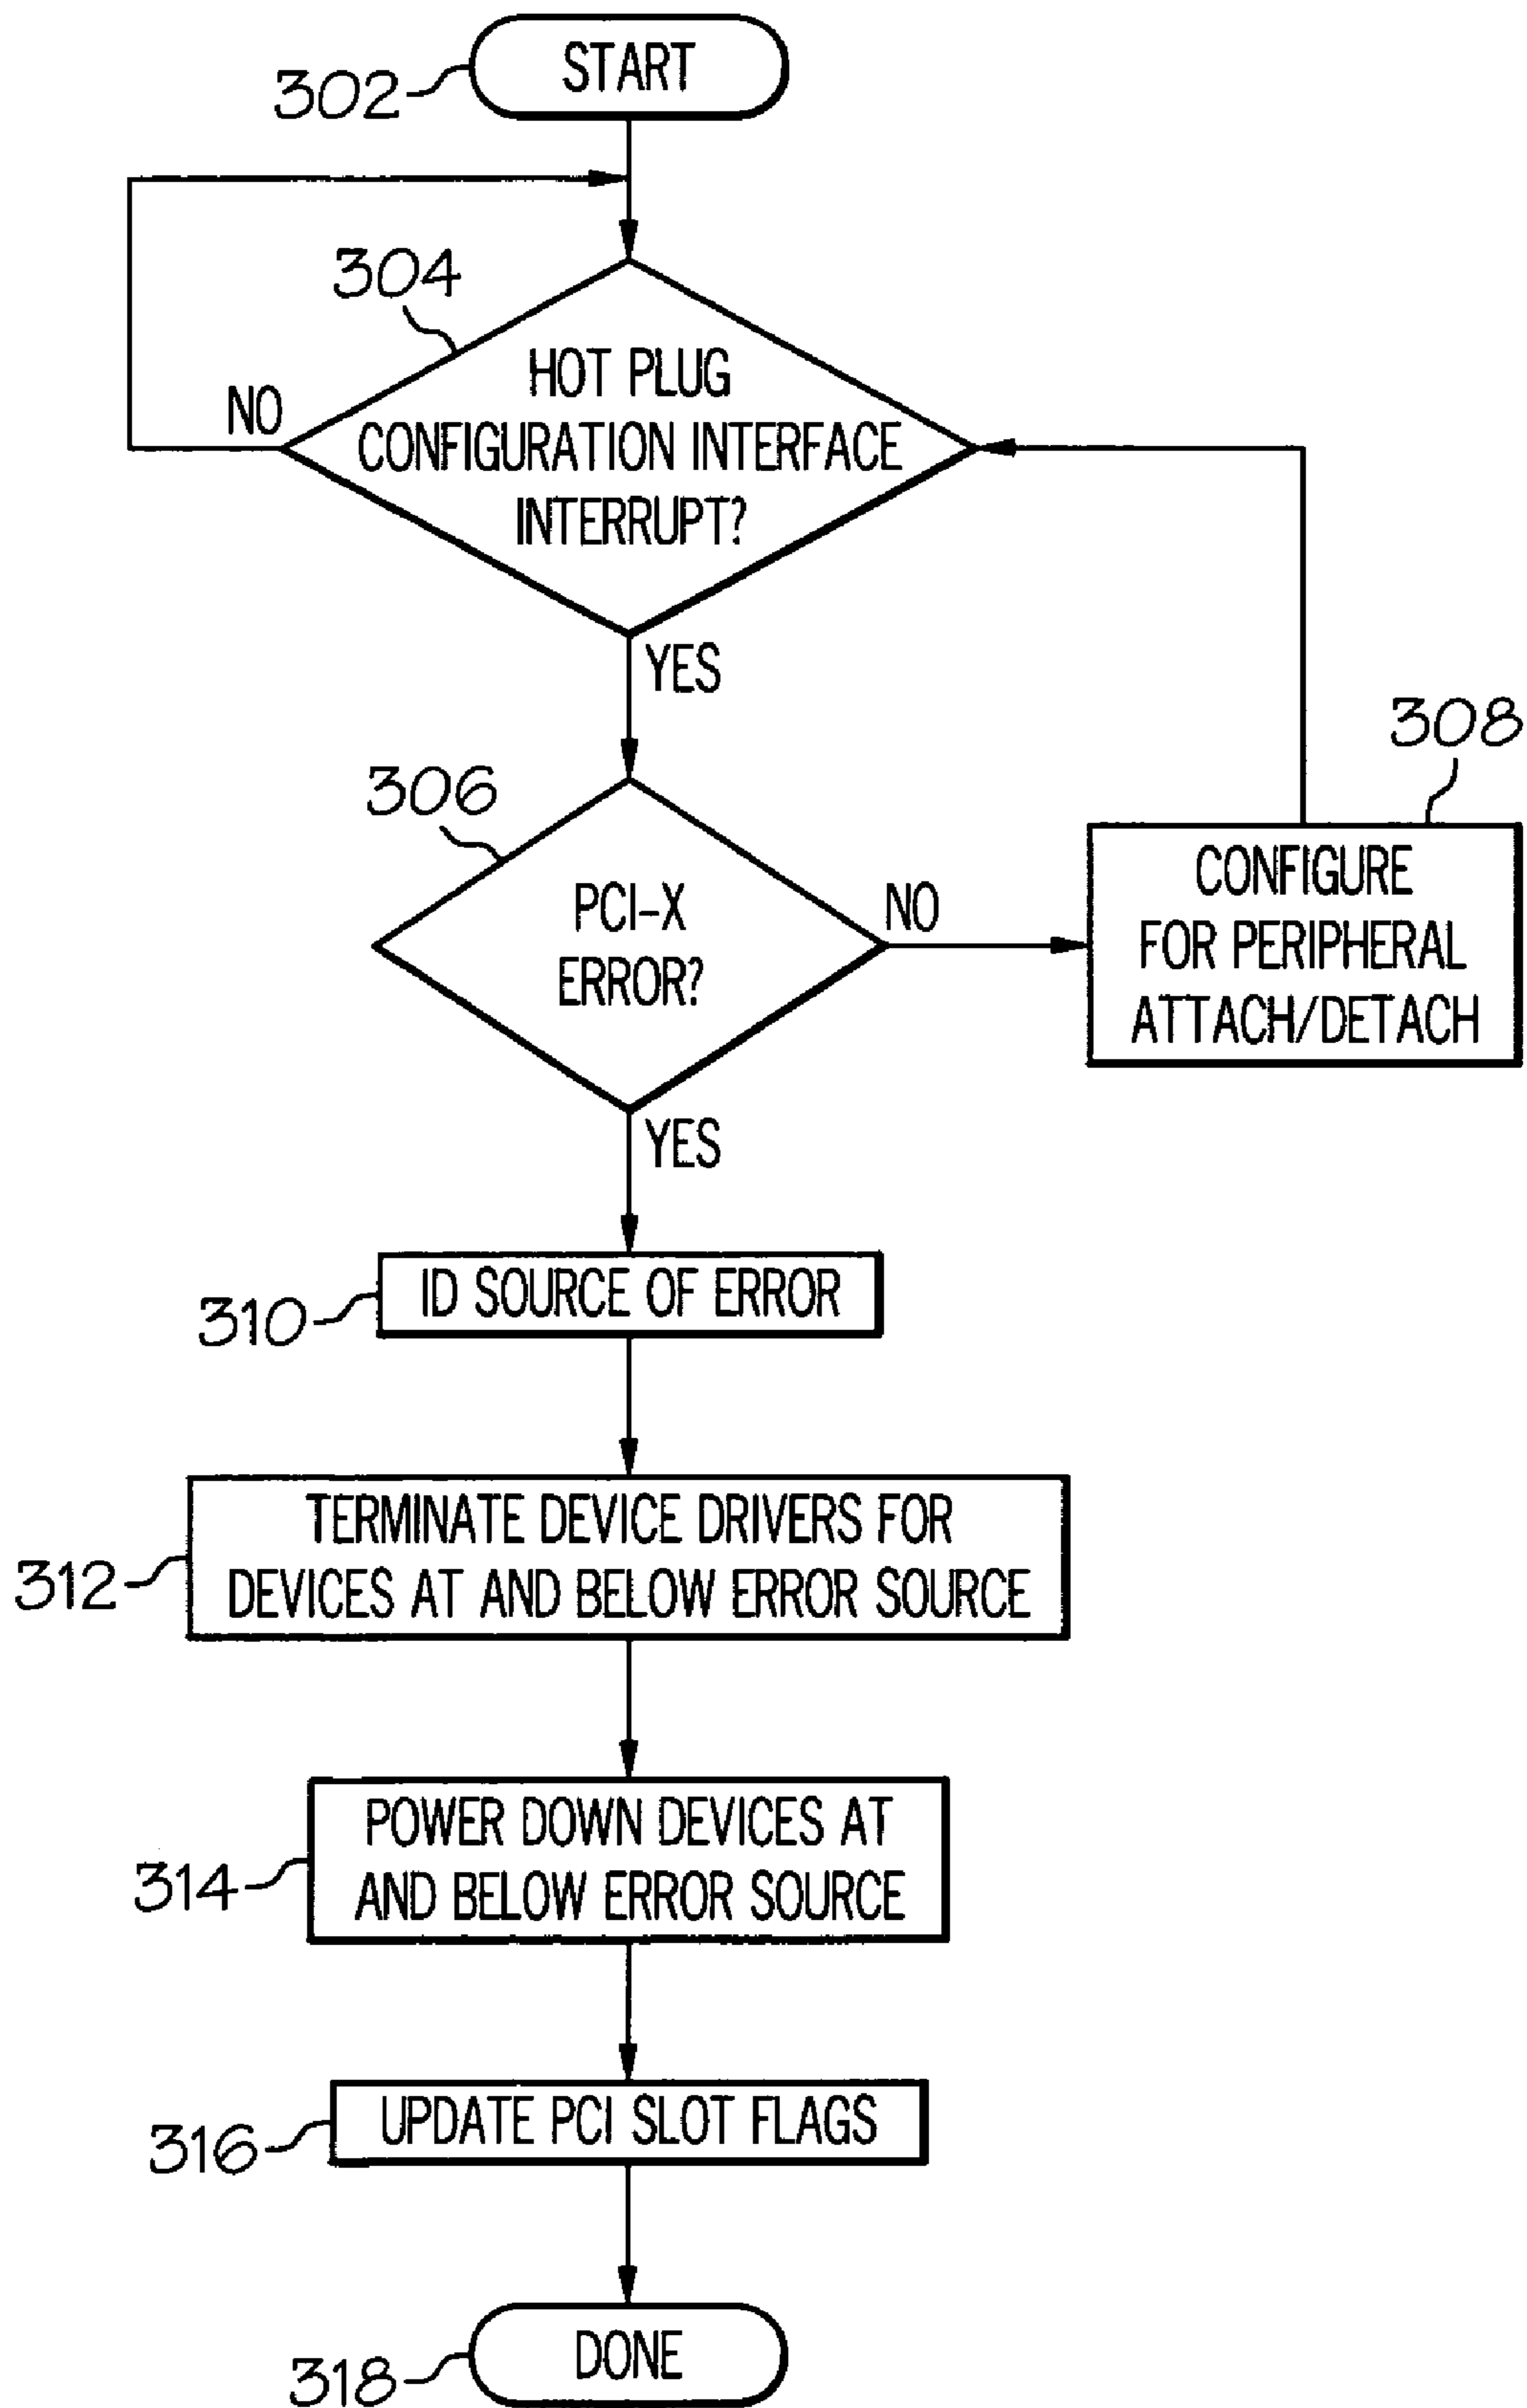 START
302
304
HOT PLUG
CONFIGURATION INTERFACE
INTERRUPT?
NO
YES
308
306
PCI-X
ERROR?
NO
CONFIGURE
FOR PERIPHERAL
ATTACH/DETACH
YES
ID SOURCE OF ERROR
310
TERMINATE DEVICE DRIVERS FOR
DEVICES AT AND BELOW ERROR SOURCE
312
POWER DOWN DEVICES AT
AND BELOW ERROR SOURCE
314
UPDATE PCI SLOT FLAGS
316
DONE
318